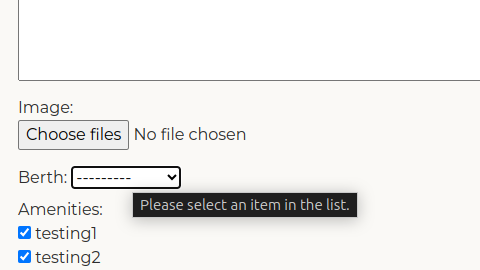 Image:
Choose files No file chosen
Berth: ---------
Please select an item in the list.
Amenities:
testing1
testing2